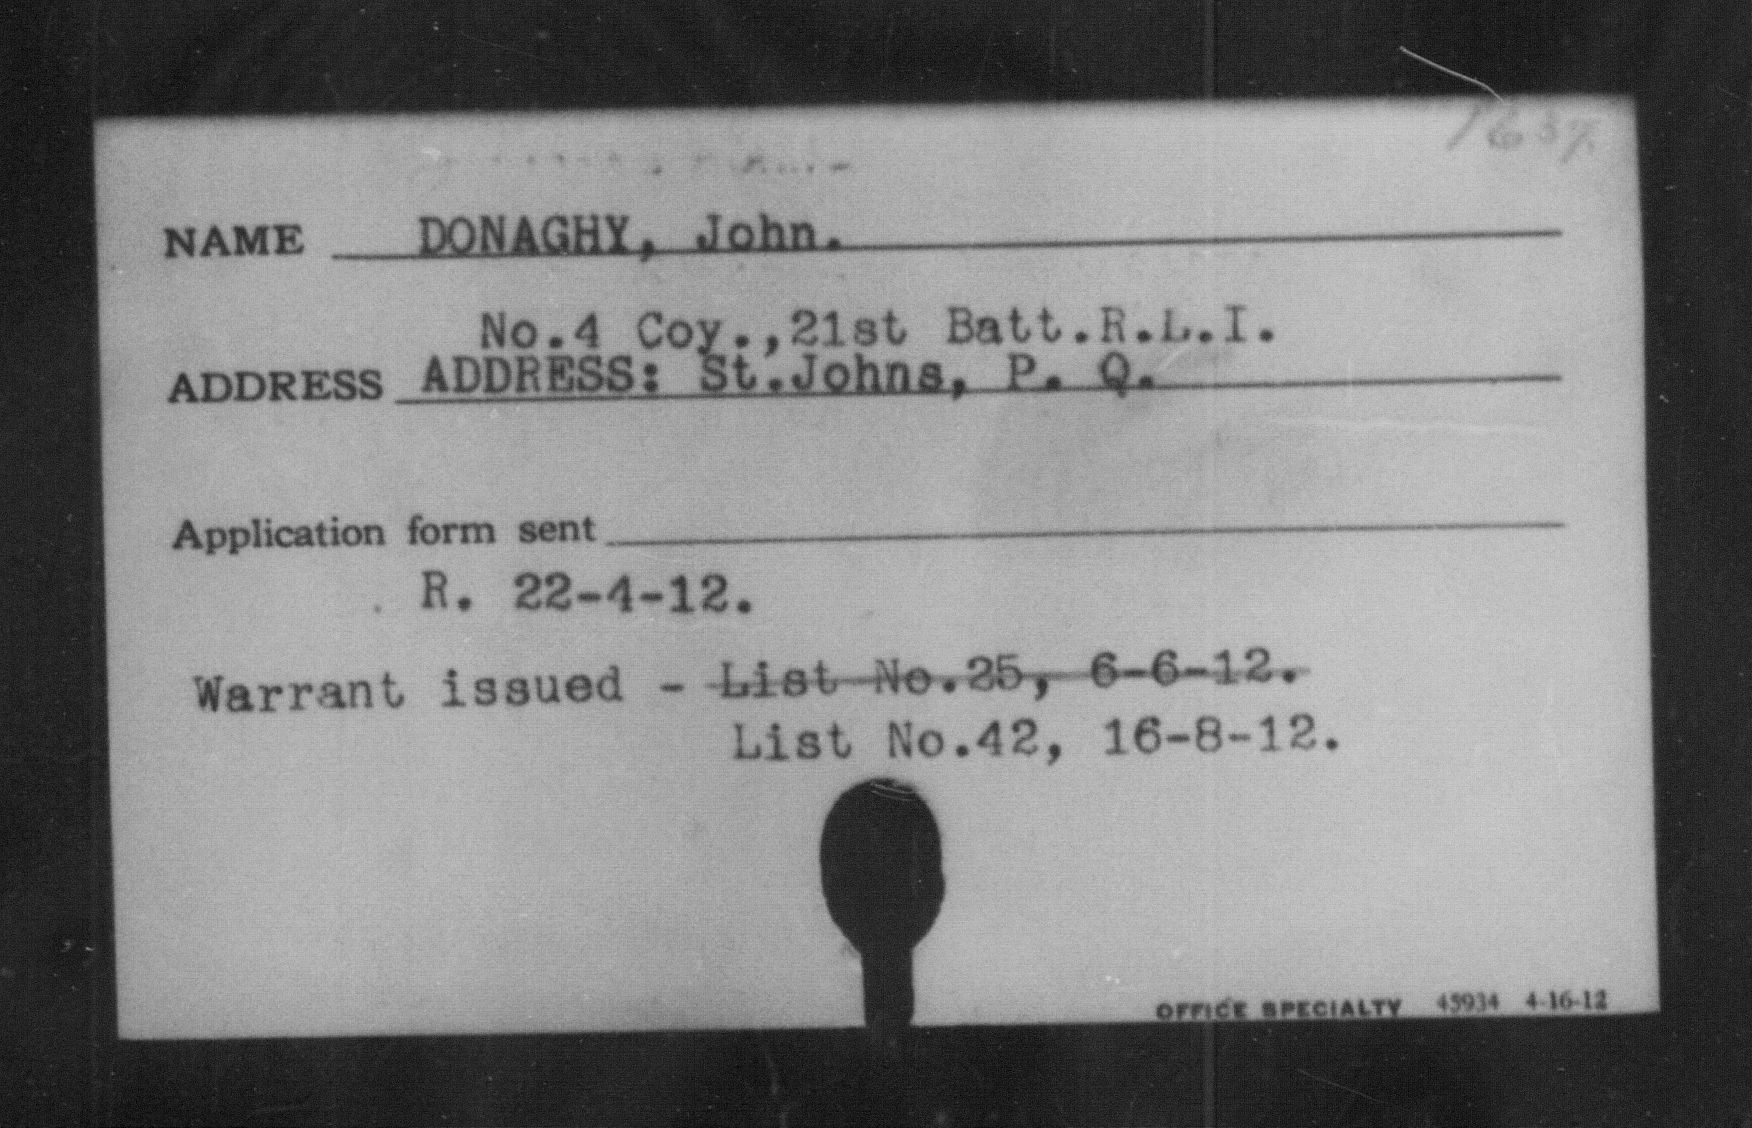 NAME DONAGHY, John.
No.4 Coy.,21st Batt.R.L.I.
ADDRESS ADDRESS: St.Johns, P. Q.
Application form sent
R. 22-4-12.
Warrant issued - List No.25, 6-6-12.
List No.42, 16-8-12.
OFFICE SPECIALTY 45934 4-16-12